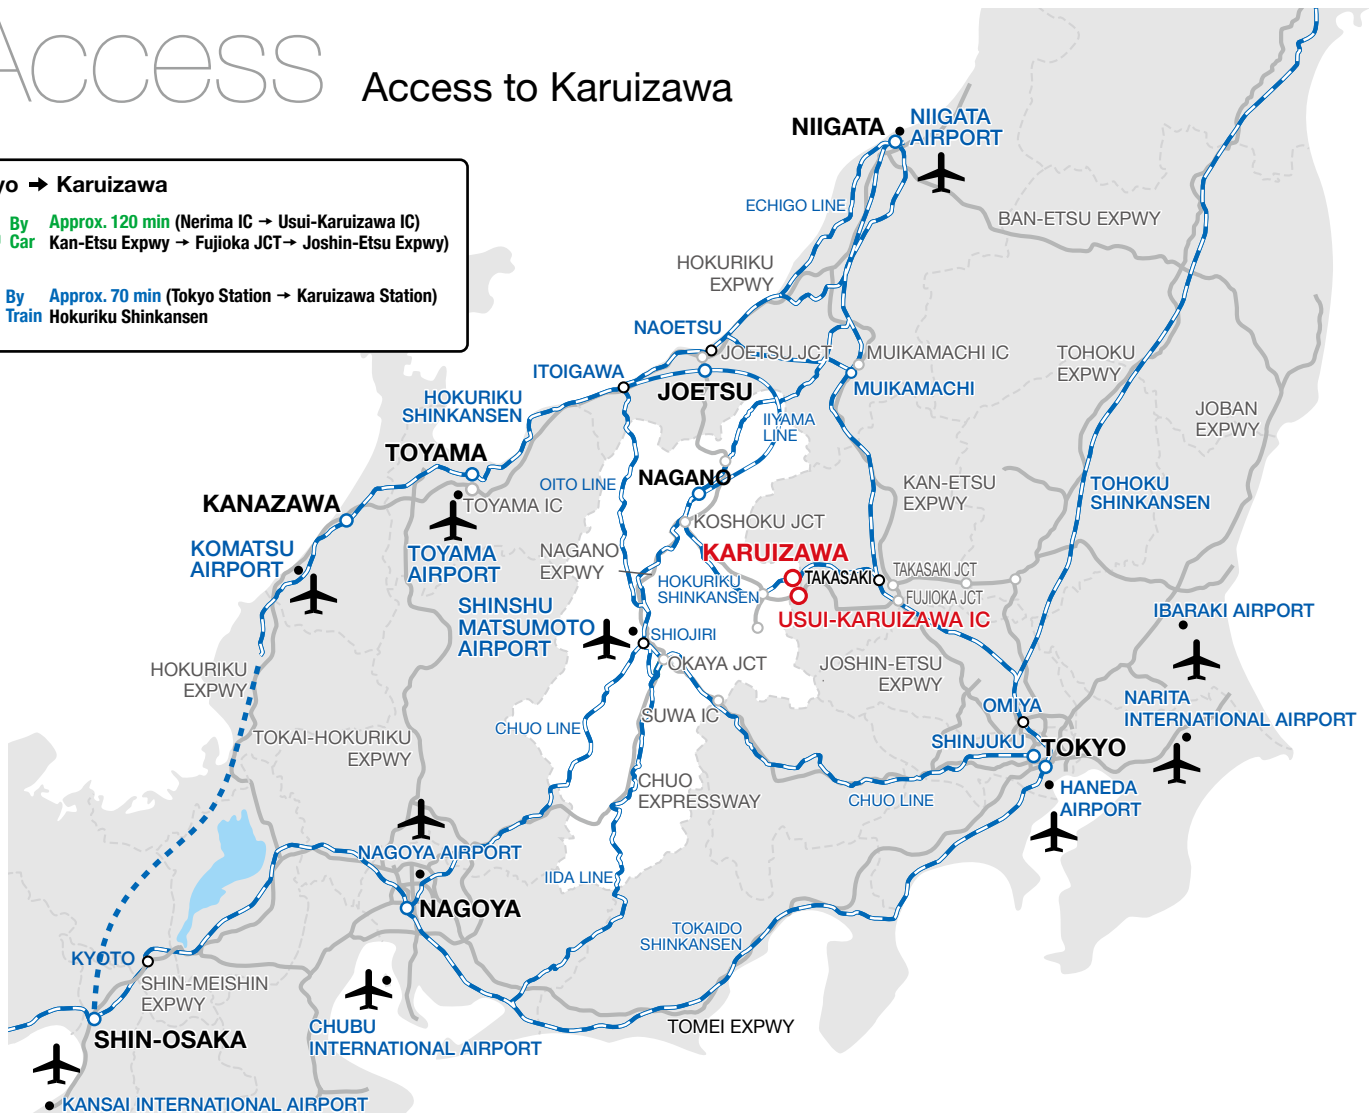 Access
Access to Karuizawa
yo → Karuizawa
By Car
Approx. 120 min (Nerima IC → Usui-Karuizawa IC)
Kan-Etsu Expwy → Fujioka JCT→ Joshin-Etsu Expwy)
By Train
Approx. 70 min (Tokyo Station → Karuizawa Station)
Hokuriku Shinkansen
NIIGATA
NIIGATA
AIRPORT
ECHIGO LINE
BAN-ETSU EXPWY
HOKURIKU
EXPWY
NAOETSU
JOETSU JCT
MUIKAMACHI IC
TOHOKU
EXPWY
ITOIGAWA
JOETSU
MUIKAMACHI
HOKURIKU
SHINKANSEN
IIYAMA
LINE
JOBAN
EXPWY
TOYAMA
OITO LINE
NAGANO
KAN-ETSU
EXPWY
TOHOKU
SHINKANSEN
KANAZAWA
TOYAMA IC
KOSHOKU JCT
KOMATSU
AIRPORT
TOYAMA
AIRPORT
NAGANO
EXPWY
KARUIZAWA
TAKASAKI
TAKASAKI JCT
HOKURIKU
SHINKANSEN
FUJIOKA JCT
SHINSHU
MATSUMOTO
AIRPORT
USUI-KARUIZAWA IC
IBARAKI AIRPORT
SHIOJIRI
HOKURIKU
EXPWY
OKAYA JCT
JOSHIN-ETSU
EXPWY
SUWA IC
OMIYA
NARITA
INTERNATIONAL AIRPORT
CHUO LINE
TOKAI-HOKURIKU
EXPWY
SHINJUKU
TOKYO
CHUO
EXPRESSWAY
CHUO LINE
HANEDA
AIRPORT
NAGOYA AIRPORT
IIDA LINE
NAGOYA
TOKAIDO
SHINKANSEN
KYOTO
SHIN-MEISHIN
EXPWY
TOMEI EXPWY
SHIN-OSAKA
CHUBU
INTERNATIONAL AIRPORT
KANSAI INTERNATIONAL AIRPORT